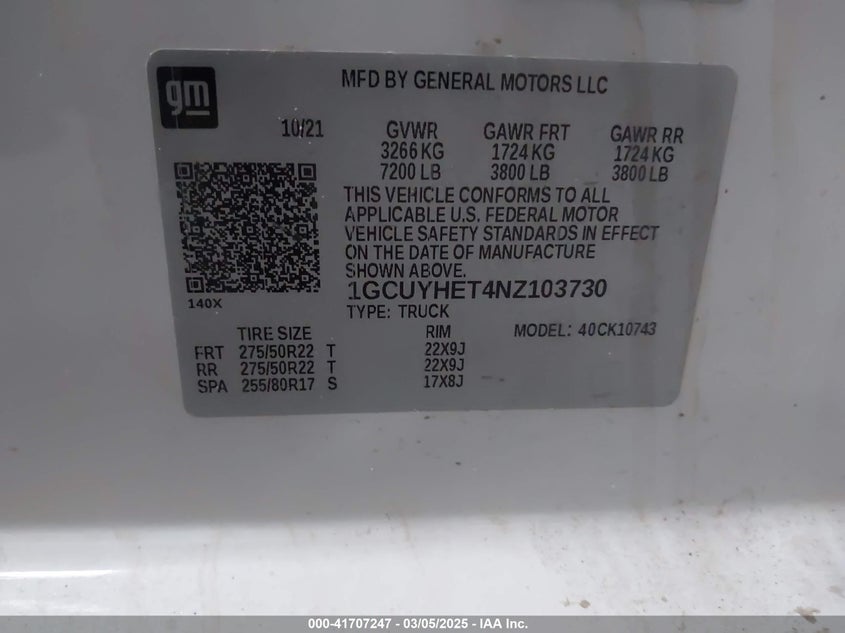 gm
MFD BY GENERAL MOTORS LLC
10/21 GVWR GAWR FRT GAWR RR
3266 KG 1724 KG 1724 KG
7200 LB 3800 LB 3800 LB
THIS VEHICLE CONFORMS TO ALL
APPLICABLE U.S. FEDERAL MOTOR
VEHICLE SAFETY STANDARDS IN EFFECT
ON THE DATE OF MANUFACTURE
SHOWN ABOVE.
140X
1GCUYHET4NZ103730
TYPE: TRUCK
TIRE SIZE RIM MODEL: 40CK10743
FRT 275/50R22 T 22X9J
RR 275/50R22 T 22X9J
SPA 255/80R17 S 17X8J
000-41707247 - 03/05/2025 - IAA Inc.